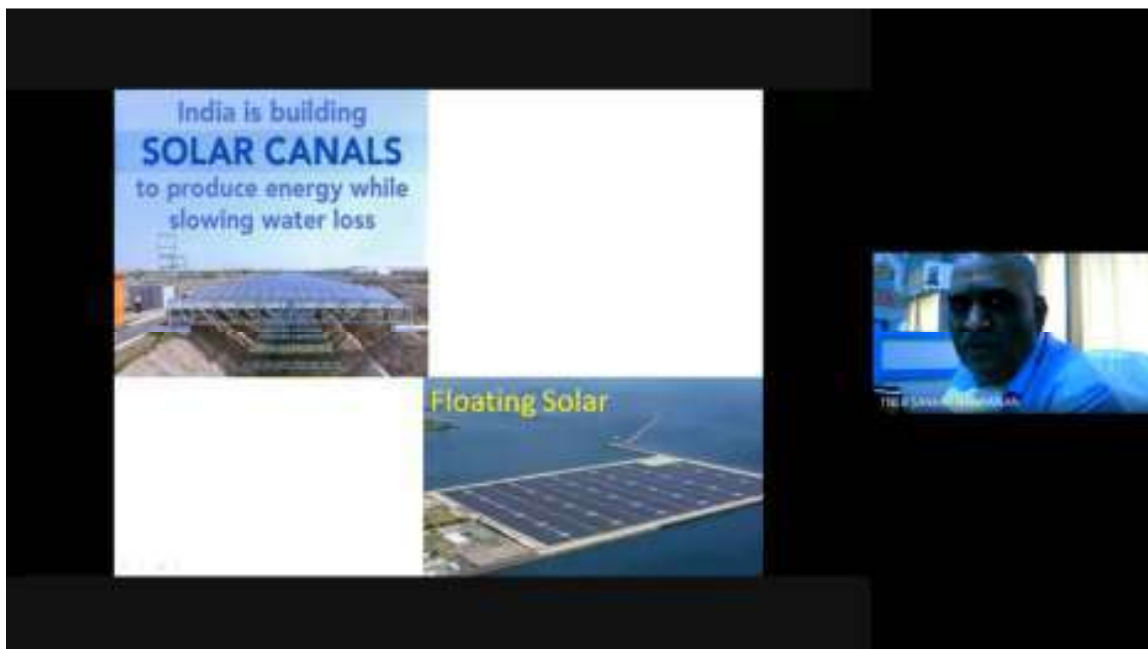 India is building
SOLAR CANALS
to produce energy while
slowing water loss
Floating Solar